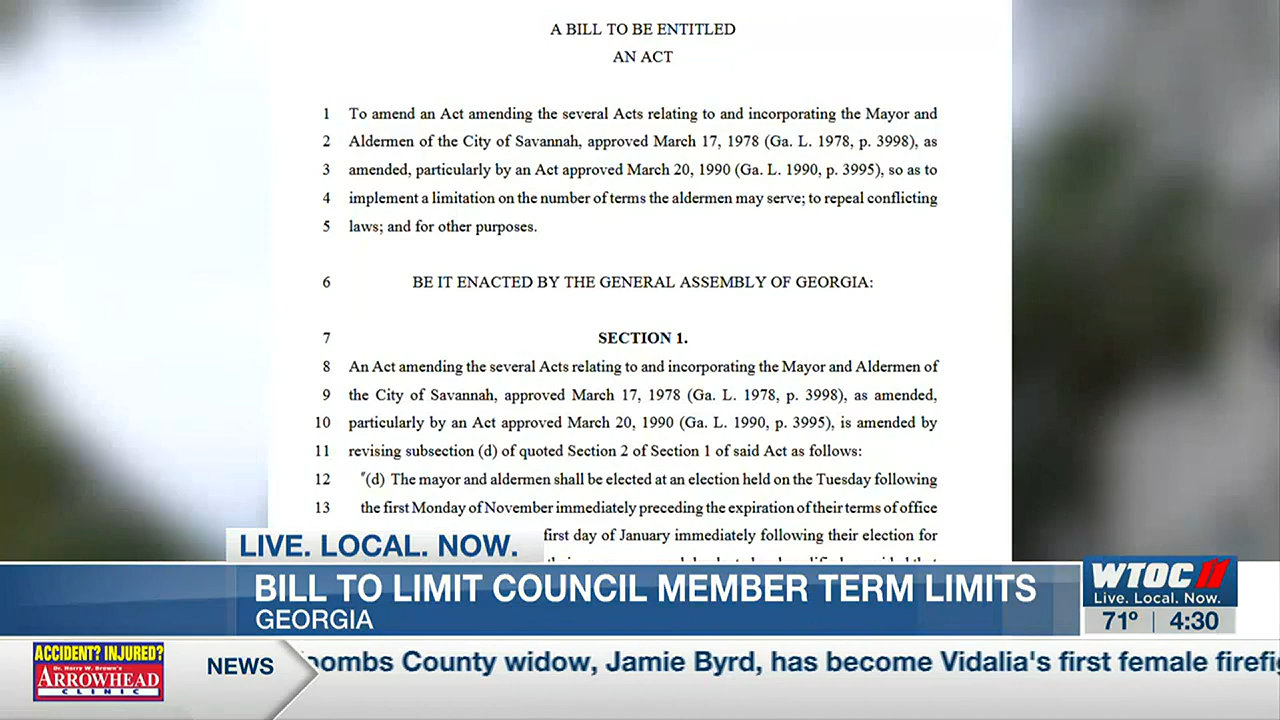 A BILL TO BE ENTITLED
AN ACT
1 To amend an Act amending the several Acts relating to and incorporating the Mayor and
2 Aldermen of the City of Savannah, approved March 17, 1978 (Ga. L. 1978, p. 3998), as
3 amended, particularly by an Act approved March 20, 1990 (Ga. L. 1990, p. 3995), so as to
4 implement a limitation on the number of terms the aldermen may serve; to repeal conflicting
5 laws; and for other purposes.
6 BE IT ENACTED BY THE GENERAL ASSEMBLY OF GEORGIA:
7 SECTION 1.
8 An Act amending the several Acts relating to and incorporating the Mayor and Aldermen of
9 the City of Savannah, approved March 17, 1978 (Ga. L. 1978, p. 3998), as amended,
10 particularly by an Act approved March 20, 1990 (Ga. L. 1990, p. 3995), is amended by
11 revising subsection (d) of quoted Section 2 of Section 1 of said Act as follows:
12 "(d) The mayor and aldermen shall be elected at an election held on the Tuesday following
13 the first Monday of November immediately preceding the expiration of their terms of office
first day of January immediately following their election for
LIVE. LOCAL. NOW.
BILL TO LIMIT COUNCIL MEMBER TERM LIMITS
GEORGIA
WTOC 11
Live. Local. Now.
71° | 4:30
ACCIDENT? INJURED?
Dr. Harry W. Brown's
ARROWHEAD
CLINIC
NEWS
oombs County widow, Jamie Byrd, has become Vidalia's first female firefig